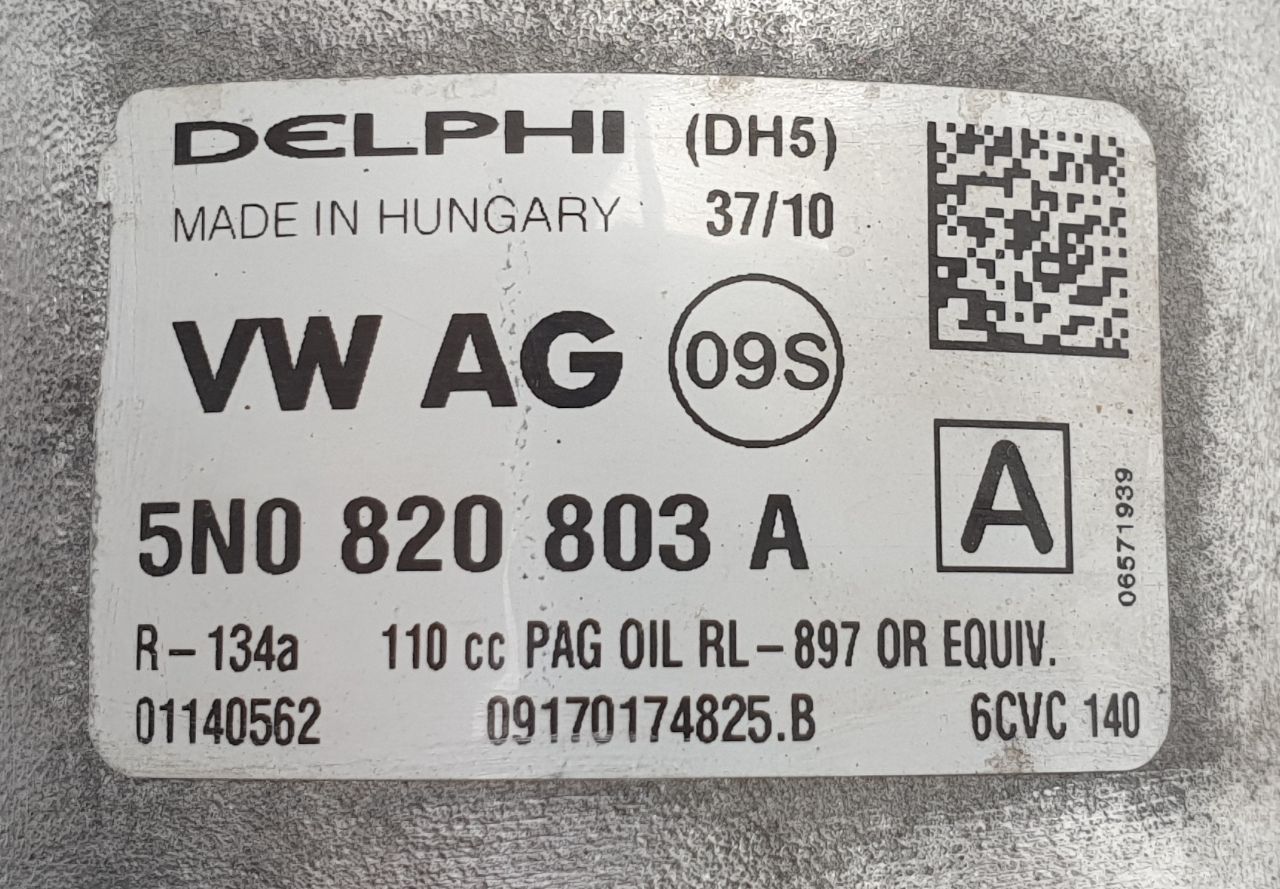 DELPHI (DH5)
MADE IN HUNGARY 37/10
VW AG 09S
5N0 820 803 A A
06571939
R-134a 110 cc PAG OIL RL-897 OR EQUIV.
01140562 09170174825.B 6CVC 140